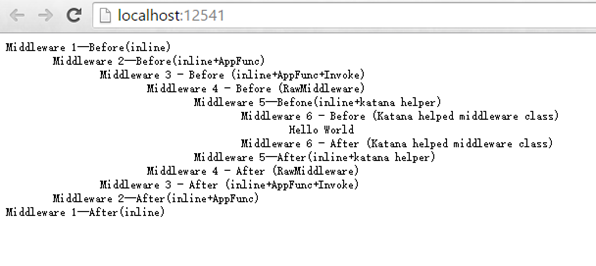 localhost:12541
Middleware 1—Before(inline)
Middleware 2—Before(inline+AppFunc)
Middleware 3 - Before (inline+AppFunc+Invoke)
Middleware 4 - Before (RawMiddleware)
Middleware 5—Befone(inline+katana helper)
Middleware 6 - Before (Katana helped middleware class)
Hello World
Middleware 6 - After (Katana helped middleware class)
Middleware 5—After(inline+katana helper)
Middleware 4 - After (RawMiddleware)
Middleware 3 - After (inline+AppFunc+Invoke)
Middleware 2—After(inline+AppFunc)
Middleware 1—After(inline)